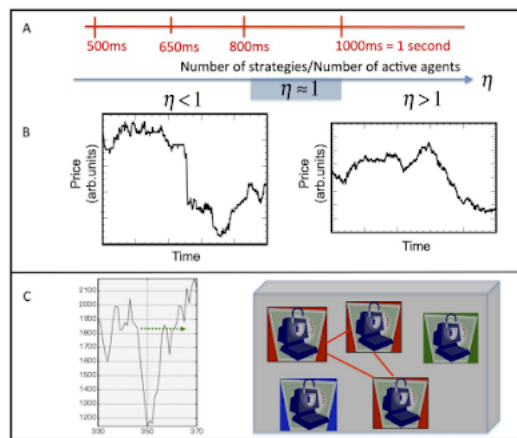 A
500ms 650ms 800ms 1000ms = 1 second
Number of strategies/Number of active agents
η<1 η≈1 η>1 η
B
Price
(arb.units)
Time
Price
(arb.units)
Time
C
2100
2000
1900
1800
1700
1600
1500
1400
1300
1200
330 350 370